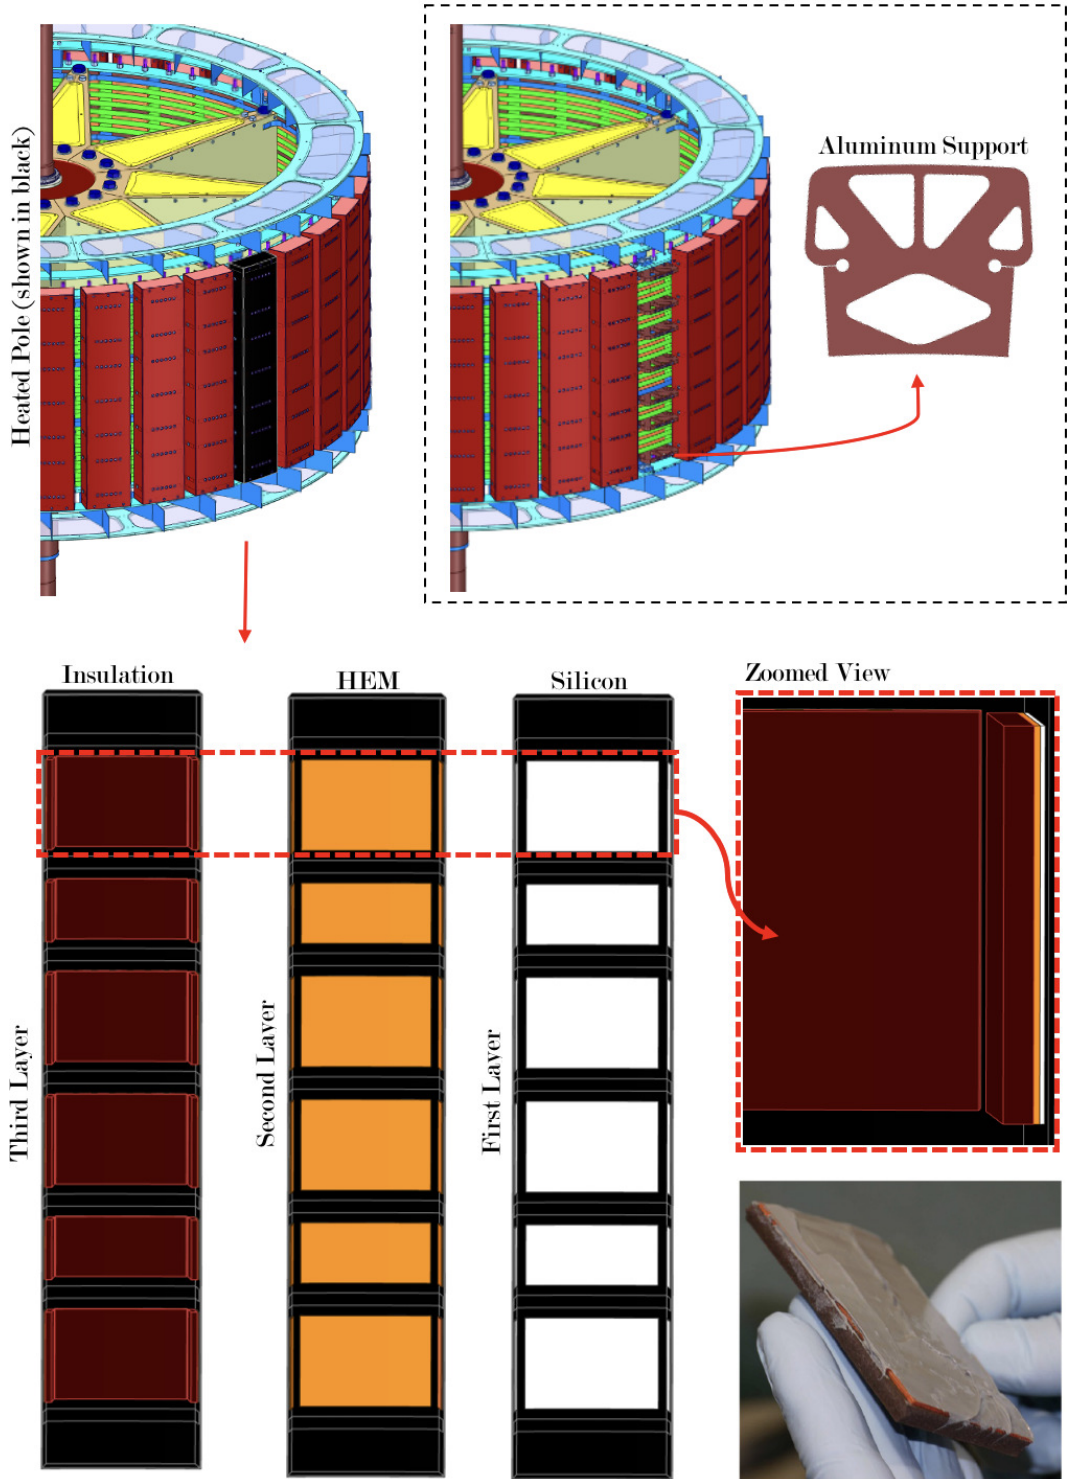 Heated Pole (shown in black)
Aluminum Support
Insulation
HEM
Silicon
Zoomed View
Third Layer
Second Layer
First Layer